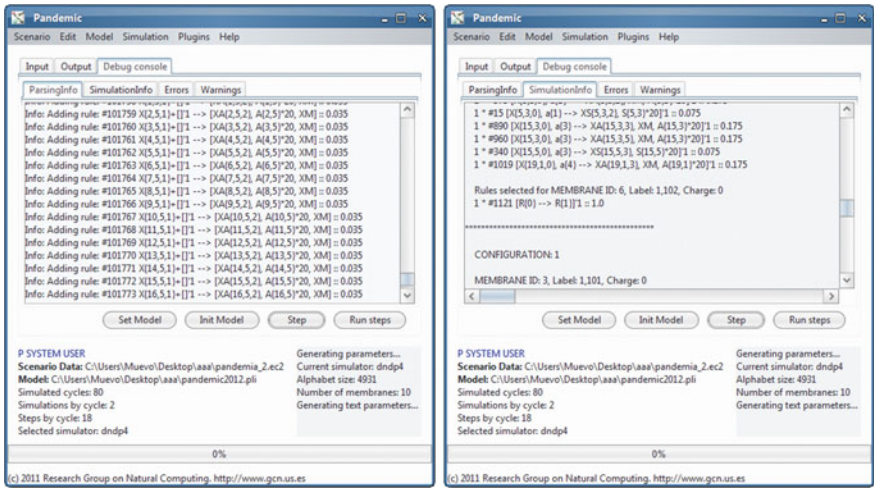 Pandemic
Scenario Edit Model Simulation Plugins Help
Input Output Debug console
ParsingInfo SimulationInfo Errors Warnings
Info: Adding rule: #101759 X[2,5,1}+[]'1 --> [XA{2,5,2}, A{2,5}*20, XM] :: 0.035
Info: Adding rule: #101760 X{3,5,1}+[]'1 --> [XA{3,5,2}, A{3,5}*20, XM] :: 0.035
Info: Adding rule: #101761 X{4,5,1}+[]'1 --> [XA{4,5,2}, A{4,5}*20, XM] :: 0.035
Info: Adding rule: #101762 X{5,5,1}+[]'1 --> [XA{5,5,2}, A{5,5}*20, XM] :: 0.035
Info: Adding rule: #101763 X{6,5,1}+[]'1 --> [XA{6,5,2}, A{6,5}*20, XM] :: 0.035
Info: Adding rule: #101764 X{7,5,1}+[]'1 --> [XA{7,5,2}, A{7,5}*20, XM] :: 0.035
Info: Adding rule: #101765 X{8,5,1}+[]'1 --> [XA{8,5,2}, A{8,5}*20, XM] :: 0.035
Info: Adding rule: #101766 X{9,5,1}+[]'1 --> [XA{9,5,2}, A{9,5}*20, XM] :: 0.035
Info: Adding rule: #101767 X{10,5,1}+[]'1 --> [XA{10,5,2}, A{10,5}*20, XM] :: 0.035
Info: Adding rule: #101768 X{11,5,1}+[]'1 --> [XA{11,5,2}, A{11,5}*20, XM] :: 0.035
Info: Adding rule: #101769 X{12,5,1}+[]'1 --> [XA{12,5,2}, A{12,5}*20, XM] :: 0.035
Info: Adding rule: #101770 X{13,5,1}+[]'1 --> [XA{13,5,2}, A{13,5}*20, XM] :: 0.035
Info: Adding rule: #101771 X{14,5,1}+[]'1 --> [XA{14,5,2}, A{14,5}*20, XM] :: 0.035
Info: Adding rule: #101772 X{15,5,1}+[]'1 --> [XA{15,5,2}, A{15,5}*20, XM] :: 0.035
Info: Adding rule: #101773 X{16,5,1}+[]'1 --> [XA{16,5,2}, A{16,5}*20, XM] :: 0.035
Set Model Init Model Step Run steps
P SYSTEM USER
Scenario Data: C:\Users\Muevo\Desktop\aaa\pandemia_2.ec2
Model: C:\Users\Muevo\Desktop\aaa\pandemic2012.pli
Simulated cycles: 80
Simulations by cycle: 2
Steps by cycle: 18
Selected simulator: dndp4
Generating parameters...
Current simulator: dndp4
Alphabet size: 4931
Number of membranes: 10
Generating text parameters...
0%
(c) 2011 Research Group on Natural Computing. http://www.gcn.us.es
Pandemic
Scenario Edit Model Simulation Plugins Help
Input Output Debug console
ParsingInfo SimulationInfo Errors Warnings
1 * #15 [X{5,3,0}, a{1} --> XS{5,3,2}, S{5,3}*20]'1 :: 0.075
1 * #890 [X{15,3,0}, a{3} --> XA{15,3,3}, XM, A{15,3}*20]'1 :: 0.175
1 * #960 [X{15,3,0}, a{3} --> XA{15,3,5}, XM, A{15,3}*20]'1 :: 0.175
1 * #340 [X{15,5,0}, a{3} --> XS{15,5,3}, S{15,5}*20]'1 :: 0.075
1 * #1019 [X{19,1,0}, a{4} --> XA{19,1,3}, XM, A{19,1}*20]'1 :: 0.175
Rules selected for MEMBRANE ID: 6, Label: 1,102, Charge: 0
1 * #1121 [R{0} --> R{1}]'1 :: 1.0
CONFIGURATION: 1
MEMBRANE ID: 3, Label: 1,101, Charge: 0
Set Model Init Model Step Run steps
P SYSTEM USER
Scenario Data: C:\Users\Muevo\Desktop\aaa\pandemia_2.ec2
Model: C:\Users\Muevo\Desktop\aaa\pandemic2012.pli
Simulated cycles: 80
Simulations by cycle: 2
Steps by cycle: 18
Selected simulator: dndp4
Generating parameters...
Current simulator: dndp4
Alphabet size: 4931
Number of membranes: 10
Generating text parameters...
0%
(c) 2011 Research Group on Natural Computing. http://www.gcn.us.es